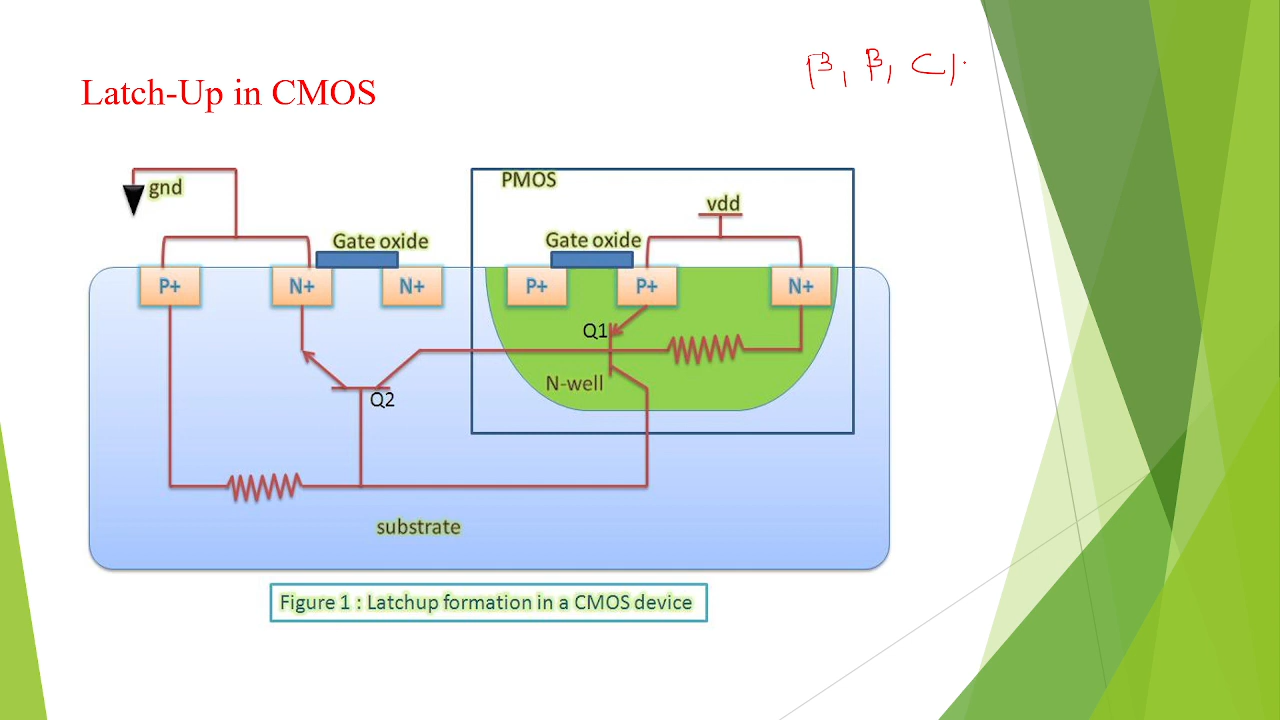 Latch-Up in CMOS
β, β, C
gnd
PMOS
vdd
Gate oxide
Gate oxide
P+
N+
N+
P+
P+
N+
Q1
N-well
Q2
substrate
Figure 1 : Latchup formation in a CMOS device